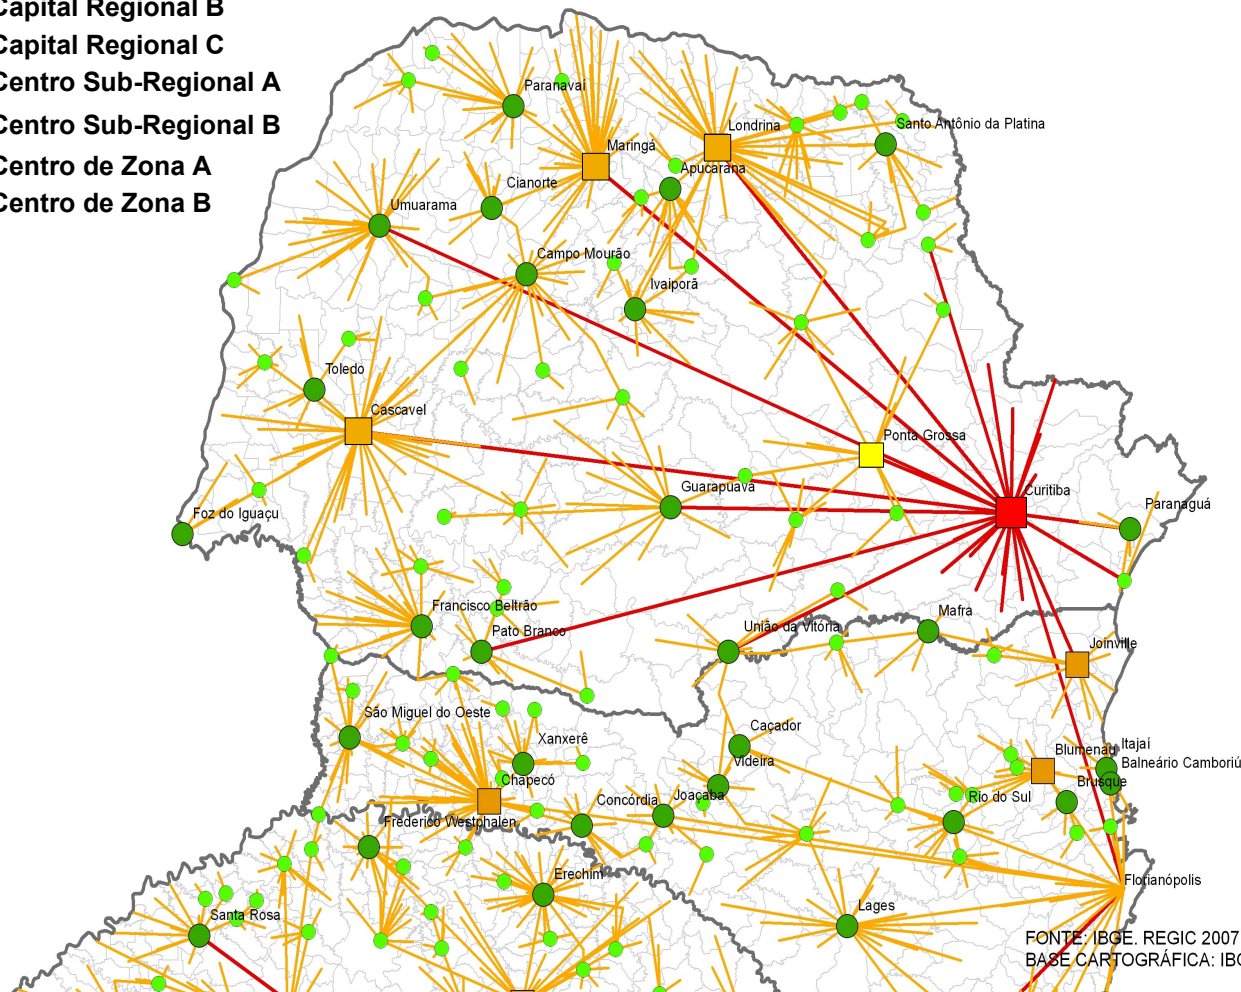 Capital Regional B
Capital Regional C
Centro Sub-Regional A
Centro Sub-Regional B
Centro de Zona A
Centro de Zona B
Paranavaí
Londrina
Santo Antônio da Platina
Maringá
Apucarana
Cianorte
Umuarama
Campo Mourão
Ivaiporã
Toledo
Cascavel
Ponta Grossa
Guarapuava
Curitiba
Paranaguá
Foz do Iguaçu
Francisco Beltrão
Pato Branco
União da Vitória
Mafra
Joinville
São Miguel do Oeste
Xanxerê
Caçador
Videira
Blumenau
Itajaí
Balneário Camboriú
Brusque
Chapecó
Concórdia
Joaçaba
Rio do Sul
Frederico Westphalen
Erechim
Florianópolis
Lages
Santa Rosa
FONTE: IBGE. REGIC 2007
BASE CARTOGRÁFICA: IBG